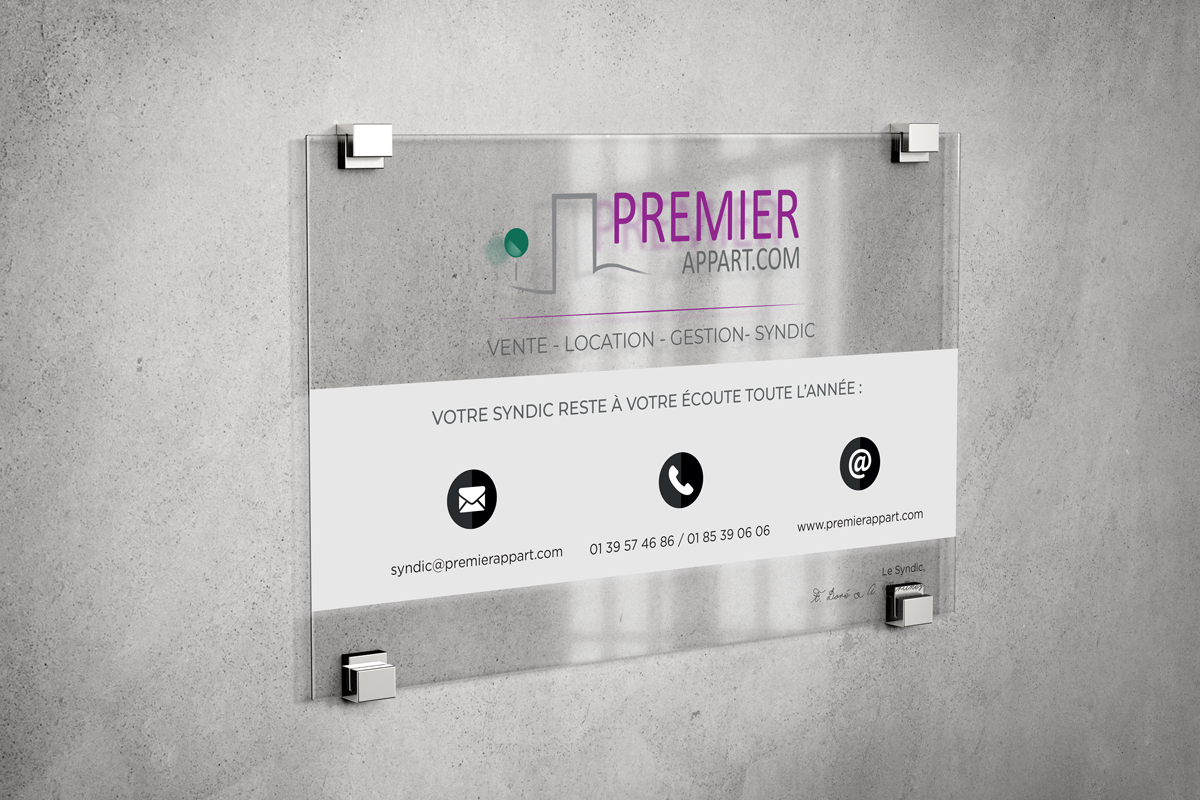 PREMIER
APPART.COM
VENTE - LOCATION - GESTION- SYNDIC
VOTRE SYNDIC RESTE À VOTRE ÉCOUTE TOUTE L'ANNÉE :
@
syndic@premierappart.com
01 39 57 46 86 / 01 85 39 06 06
www.premierappart.com
Le Syndic,
D. Doré & A.